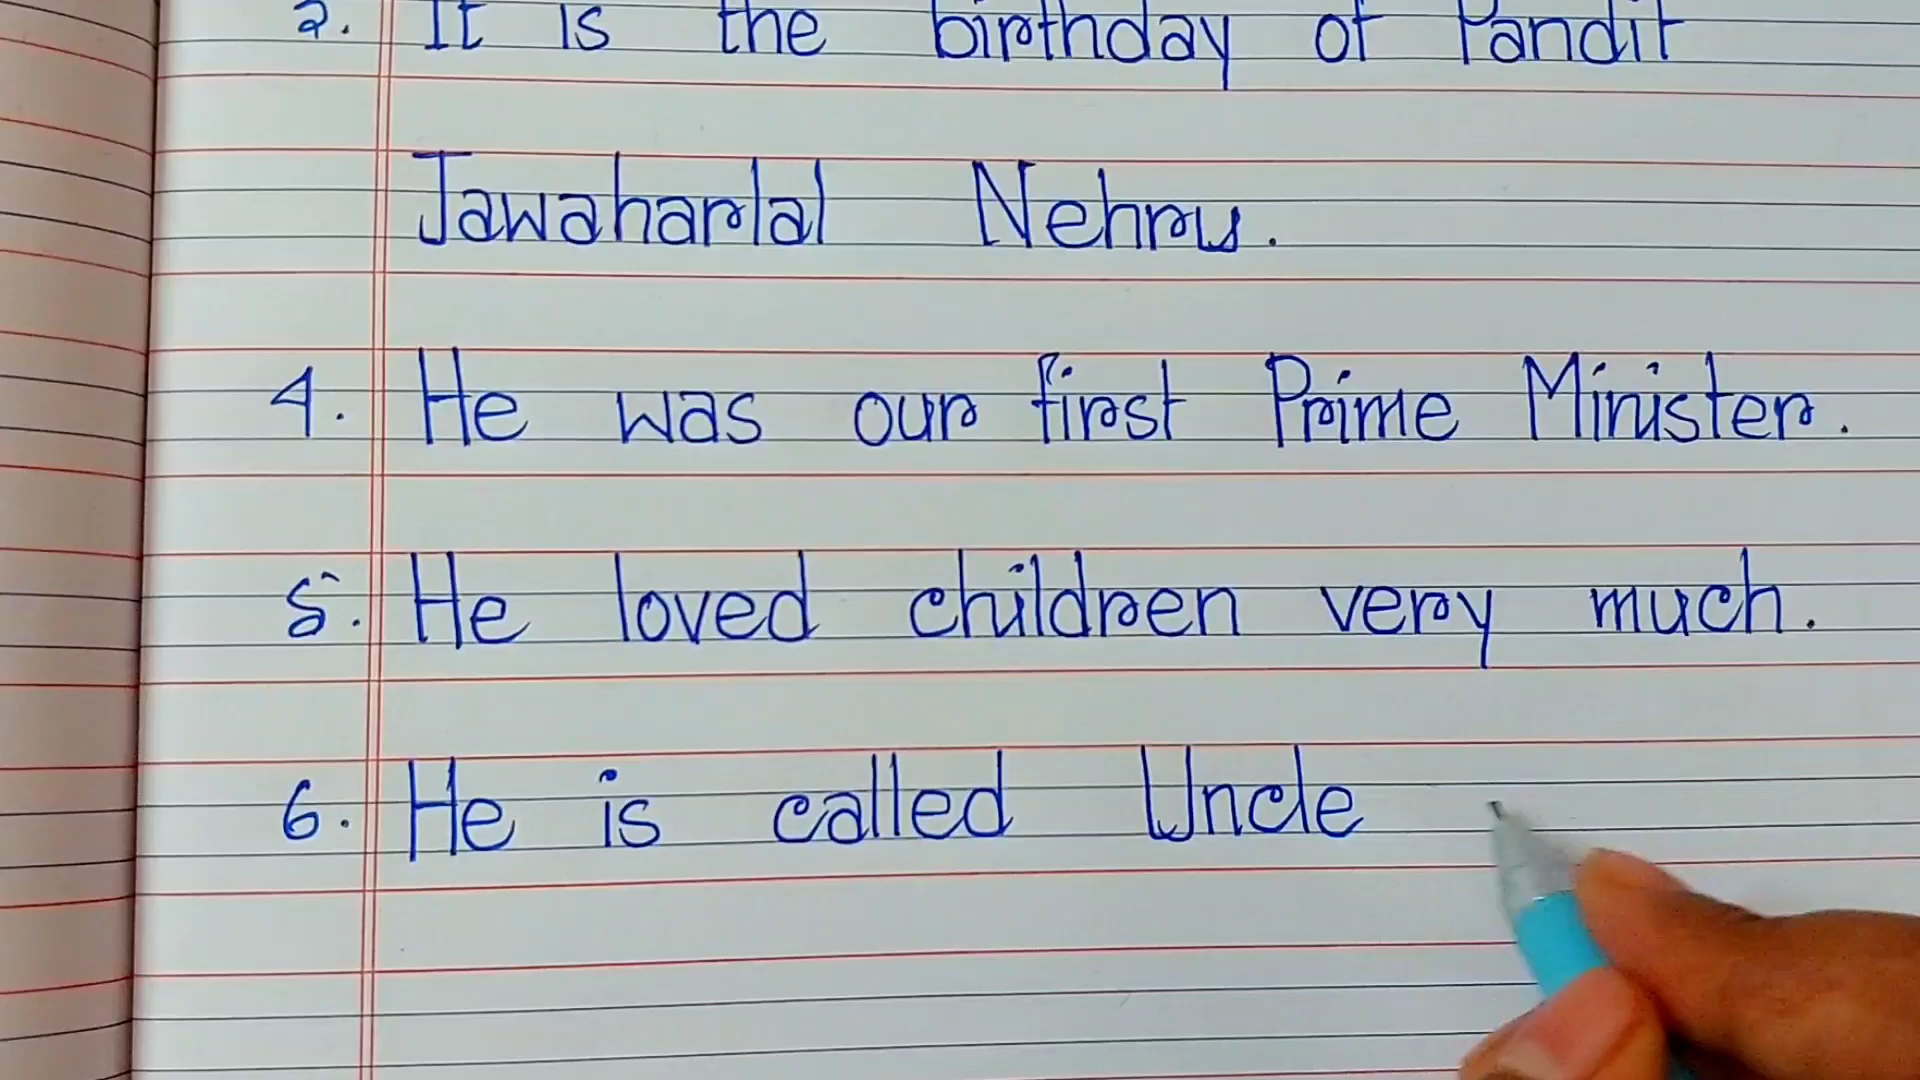 2. It is the birthday of Pandit
Jawaharlal Nehru.
4. He was our first Prime Minister.
5. He loved children very much.
6. He is called Uncle